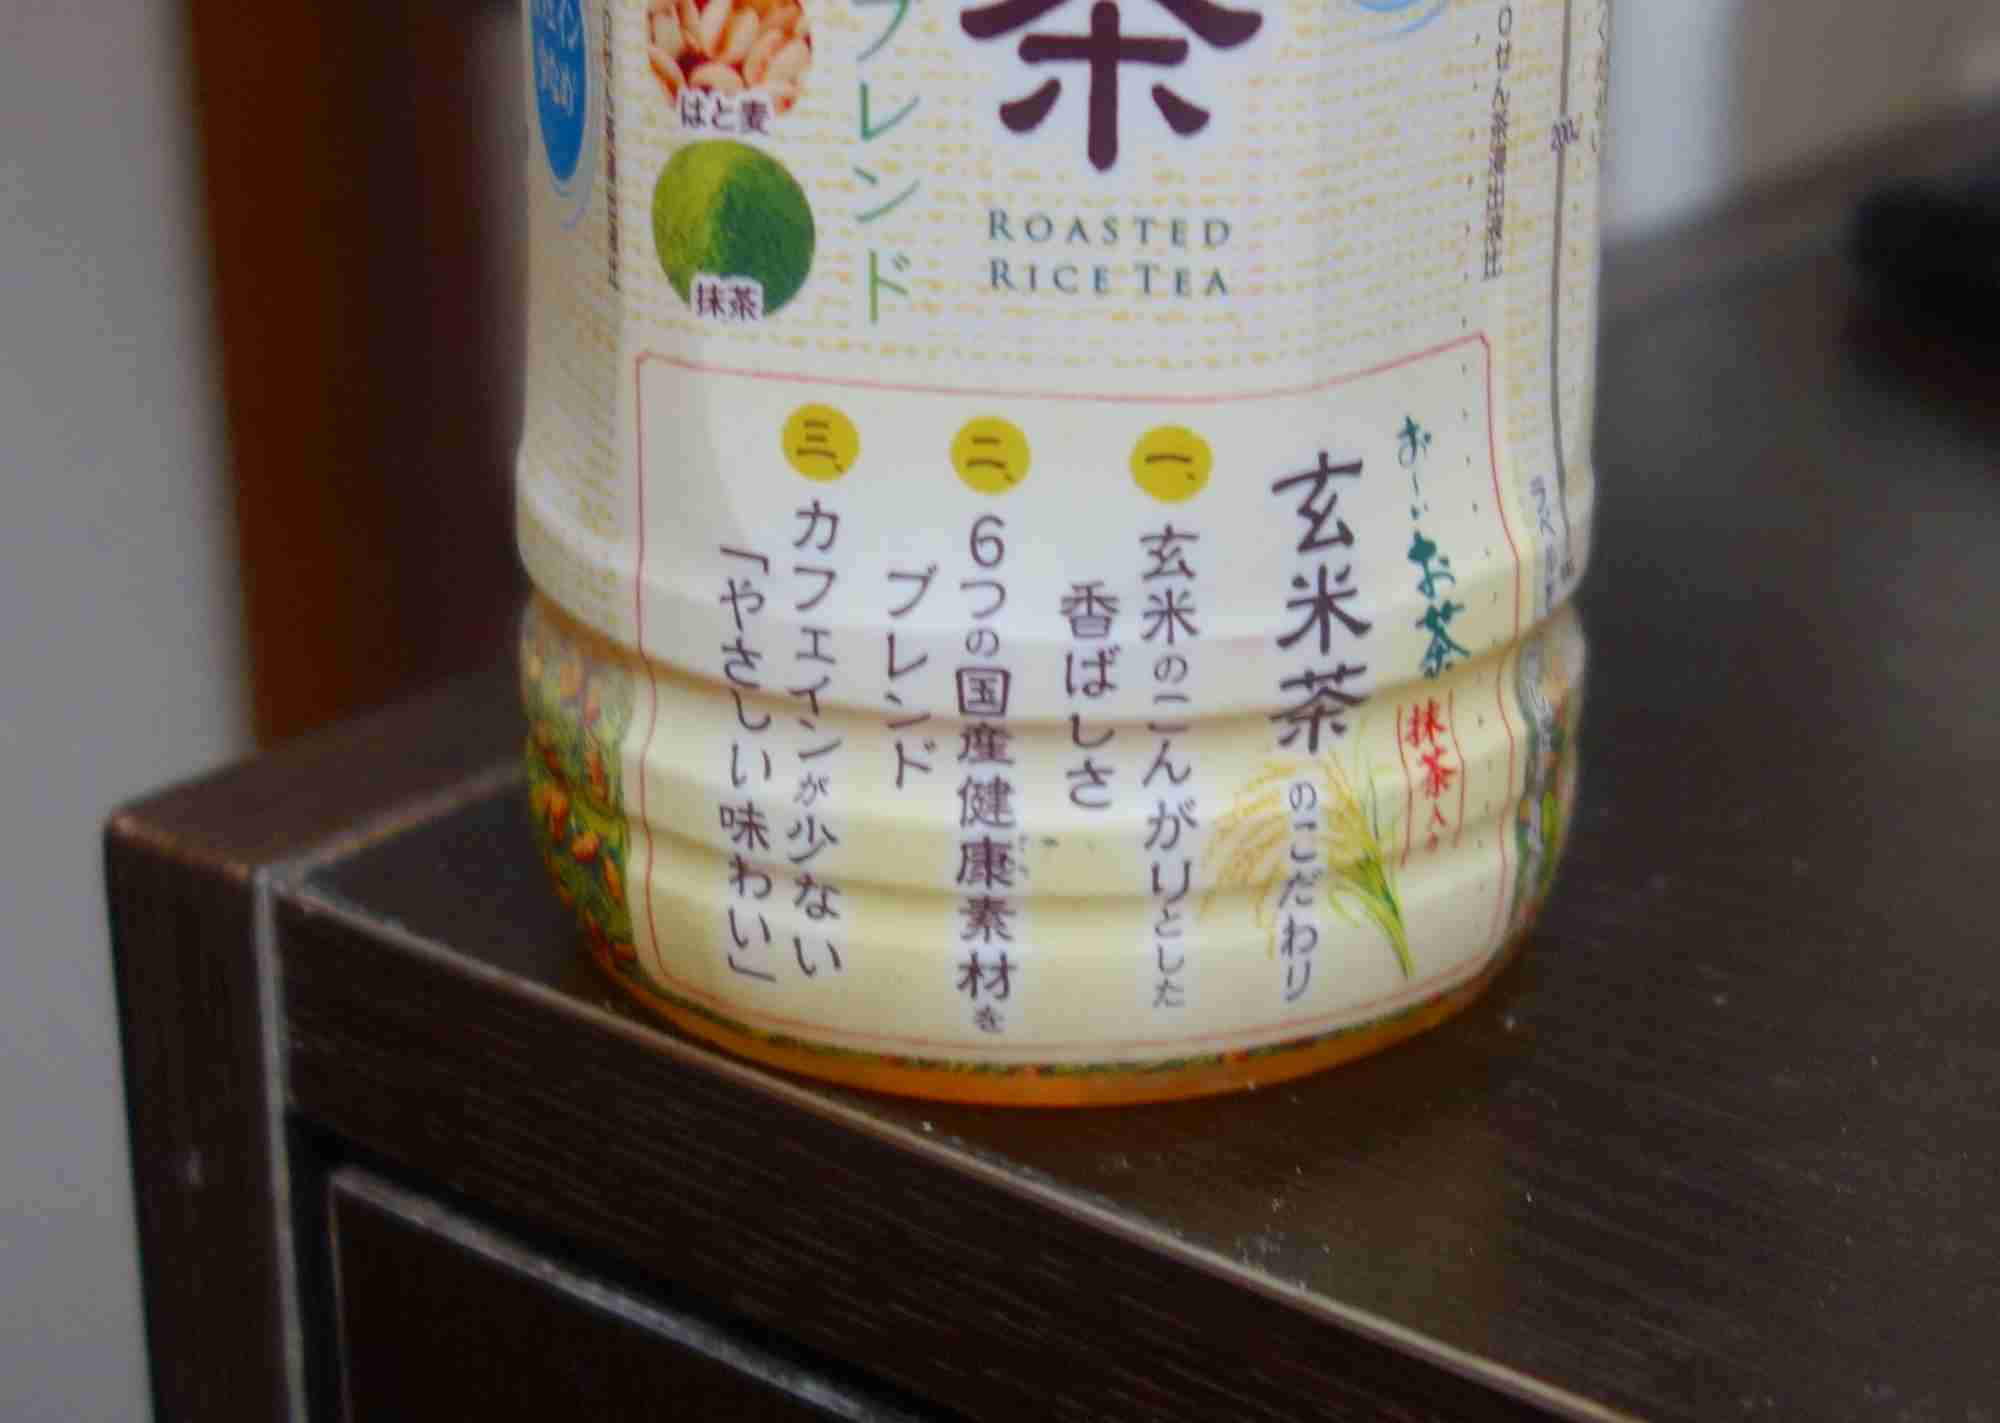 はと麦
抹茶
ブレンド
茶
ROASTED
RICE TEA
お〜いお茶
抹茶入り
玄米茶のこだわり
一、玄米のこんがりとした
香ばしさ
二、6つの国産健康素材を
ブレンド
三、カフェインが少ない
「やさしい味わい」